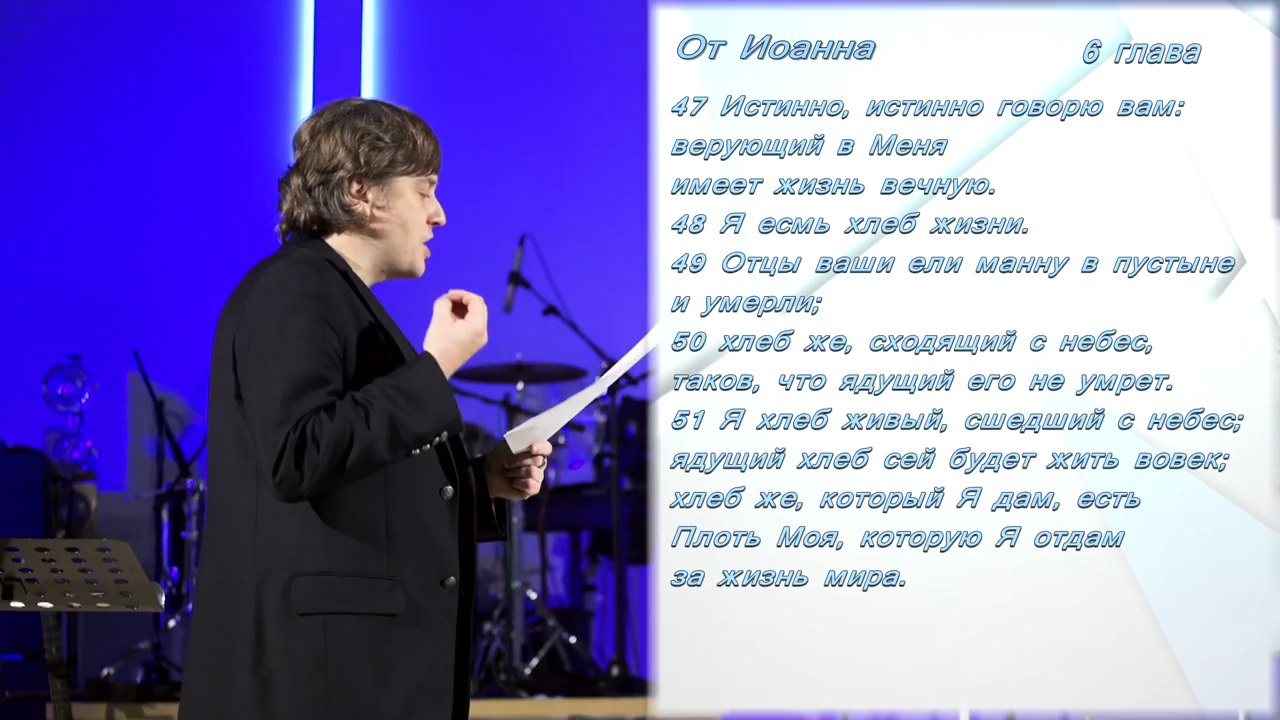 От Иоанна 6 глава
47 Истинно, истинно говорю вам:
верующий в Меня
имеет жизнь вечную.
48 Я есмь хлеб жизни.
49 Отцы ваши ели манну в пустыне
и умерли;
50 хлеб же, сходящий с небес,
таков, что ядущий его не умрет.
51 Я хлеб живый, сшедший с небес;
ядущий хлеб сей будет жить вовек;
хлеб же, который Я дам, есть
Плоть Моя, которую Я отдам
за жизнь мира.